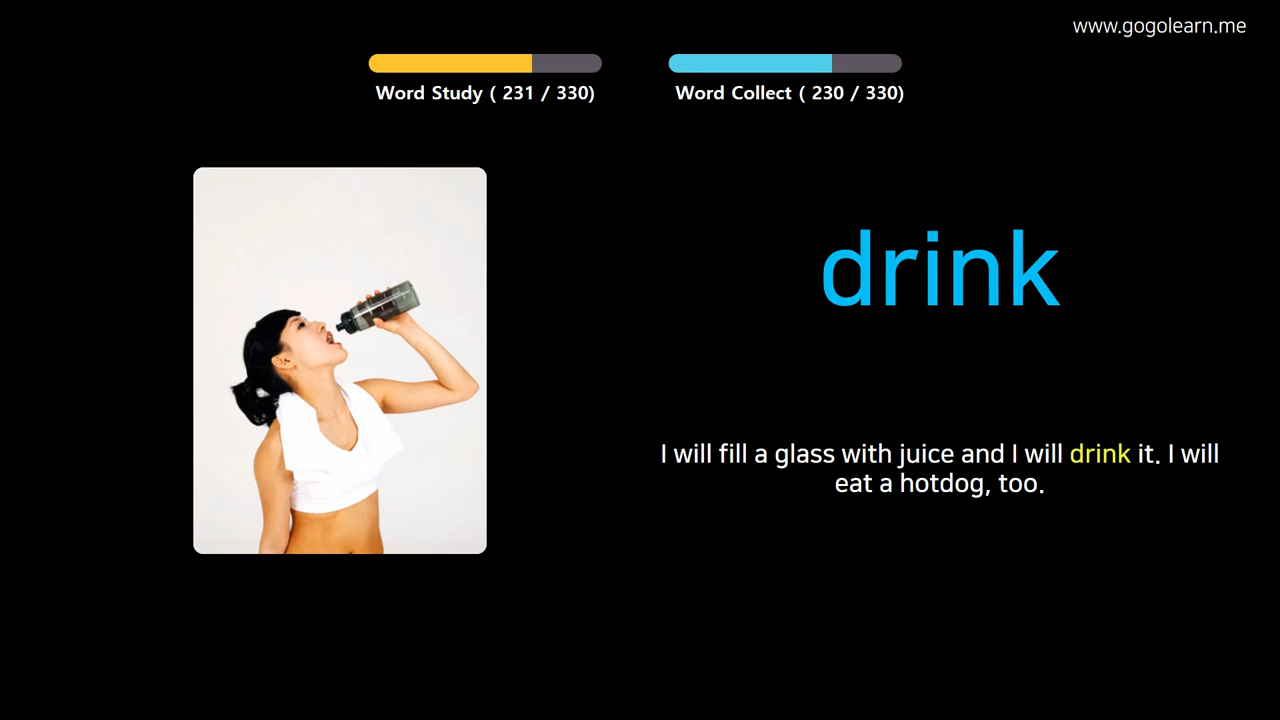 www.gogolearn.me
Word Study ( 231 / 330)
Word Collect ( 230 / 330)
drink
I will fill a glass with juice and I will drink it. I will
eat a hotdog, too.